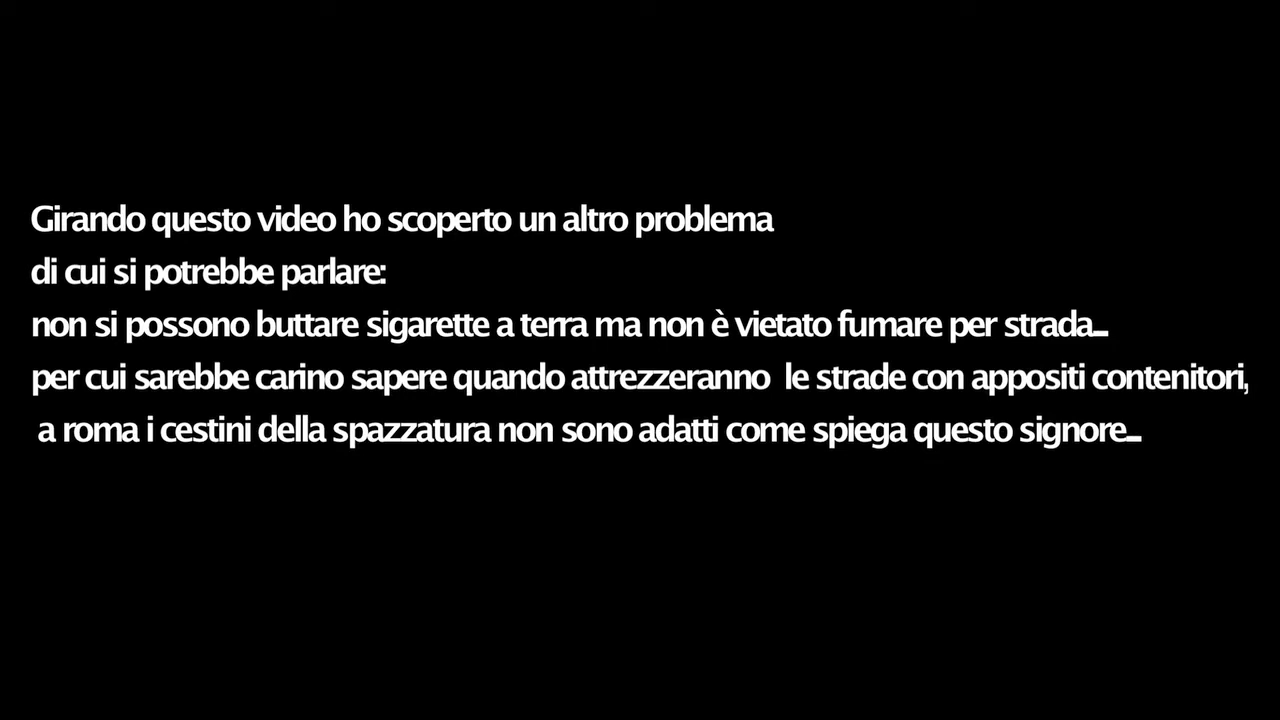 Girando questo video ho scoperto un altro problema
di cui si potrebbe parlare:
non si possono buttare sigarette a terra ma non è vietato fumare per strada...
per cui sarebbe carino sapere quando attrezzeranno le strade con appositi contenitori,
a roma i cestini della spazzatura non sono adatti come spiega questo signore...